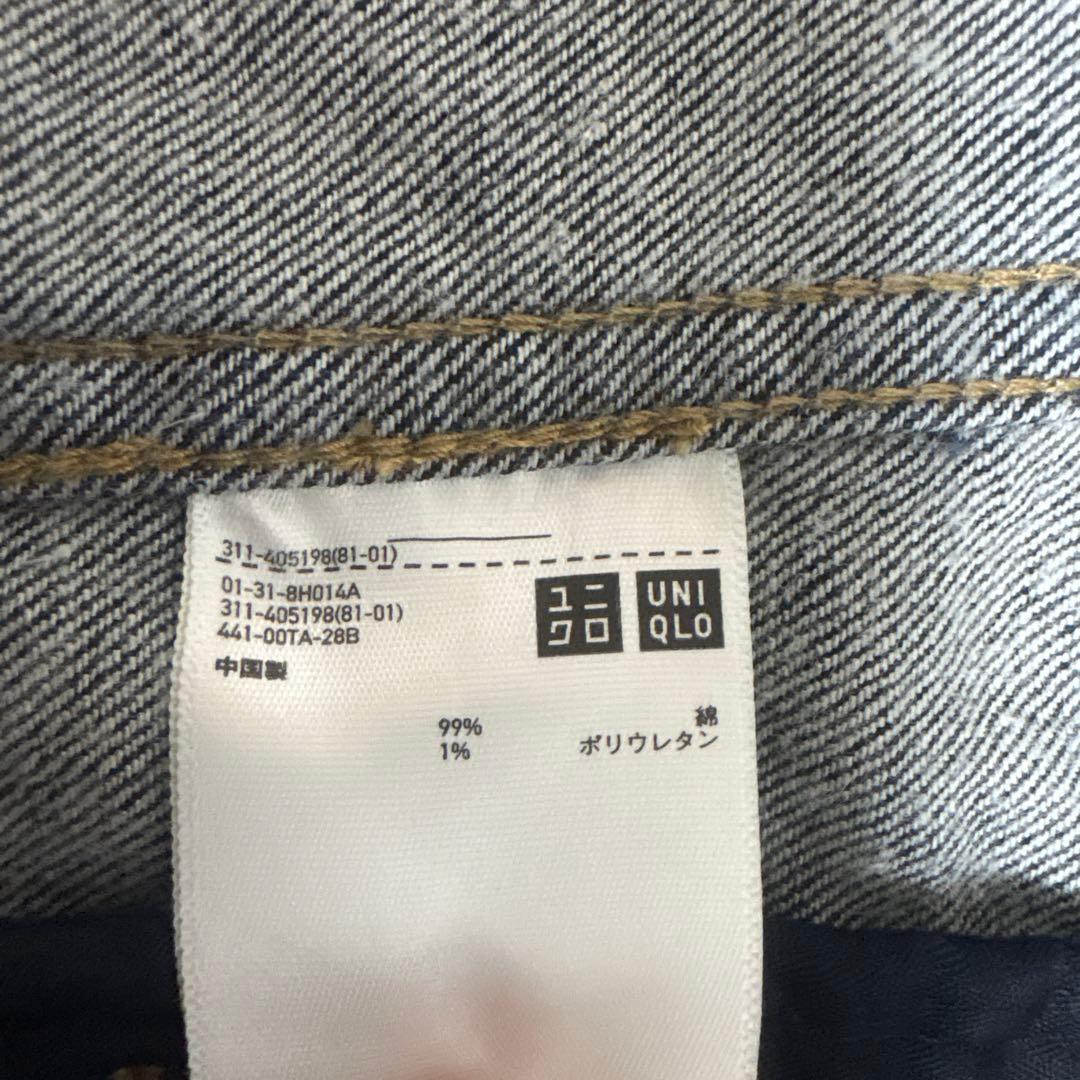 311-405198(81-01)
01-31-8H014A
311-405198(81-01)
441-00TA-28B
中国製
ユニ
クロ
UNI
QLO
99% 綿
1% ポリウレタン